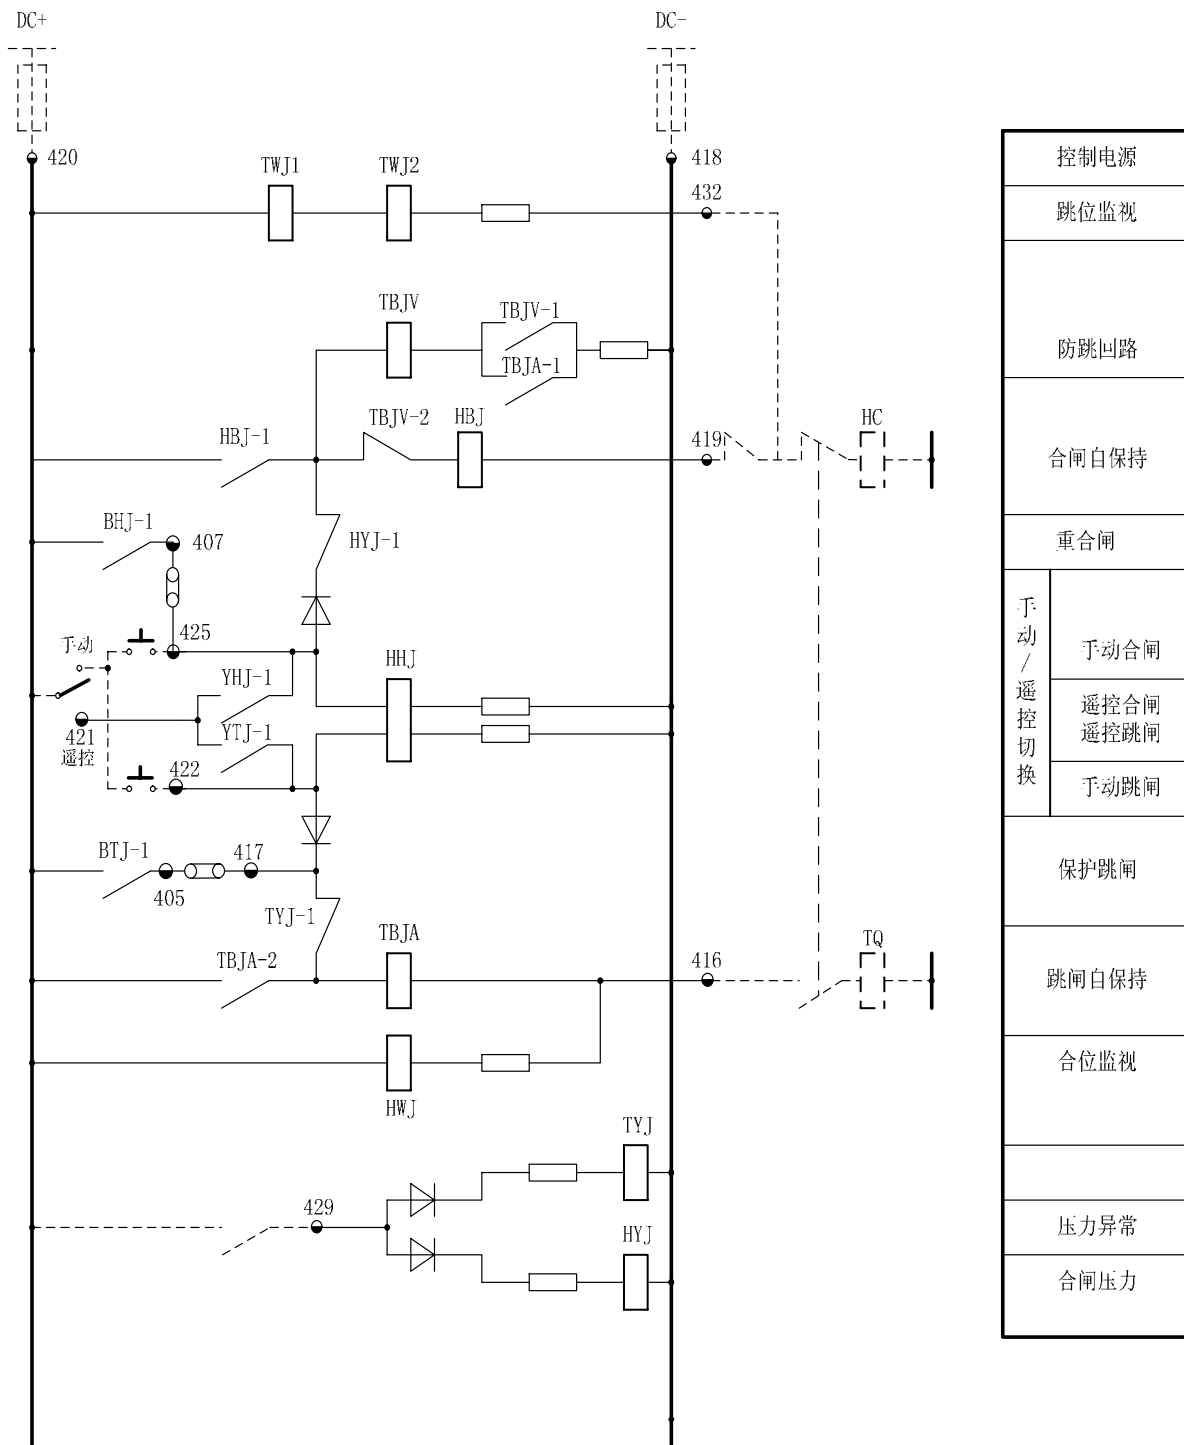 DC+
DC-
420
418
TWJ1
TWJ2
432
TBJV
TBJV-1
TBJA-1
HBJ-1
TBJV-2
HBJ
419
HC
BHJ-1
407
HYJ-1
手动
425
YHJ-1
HHJ
421
遥控
YTJ-1
422
BTJ-1
405
417
TYJ-1
TBJA-2
TBJA
416
TQ
HWJ
TYJ
429
HYJ
控制电源
跳位监视
防跳回路
合闸自保持
重合闸
手动/遥控切换
手动合闸
遥控合闸
遥控跳闸
手动跳闸
保护跳闸
跳闸自保持
合位监视
压力异常
合闸压力